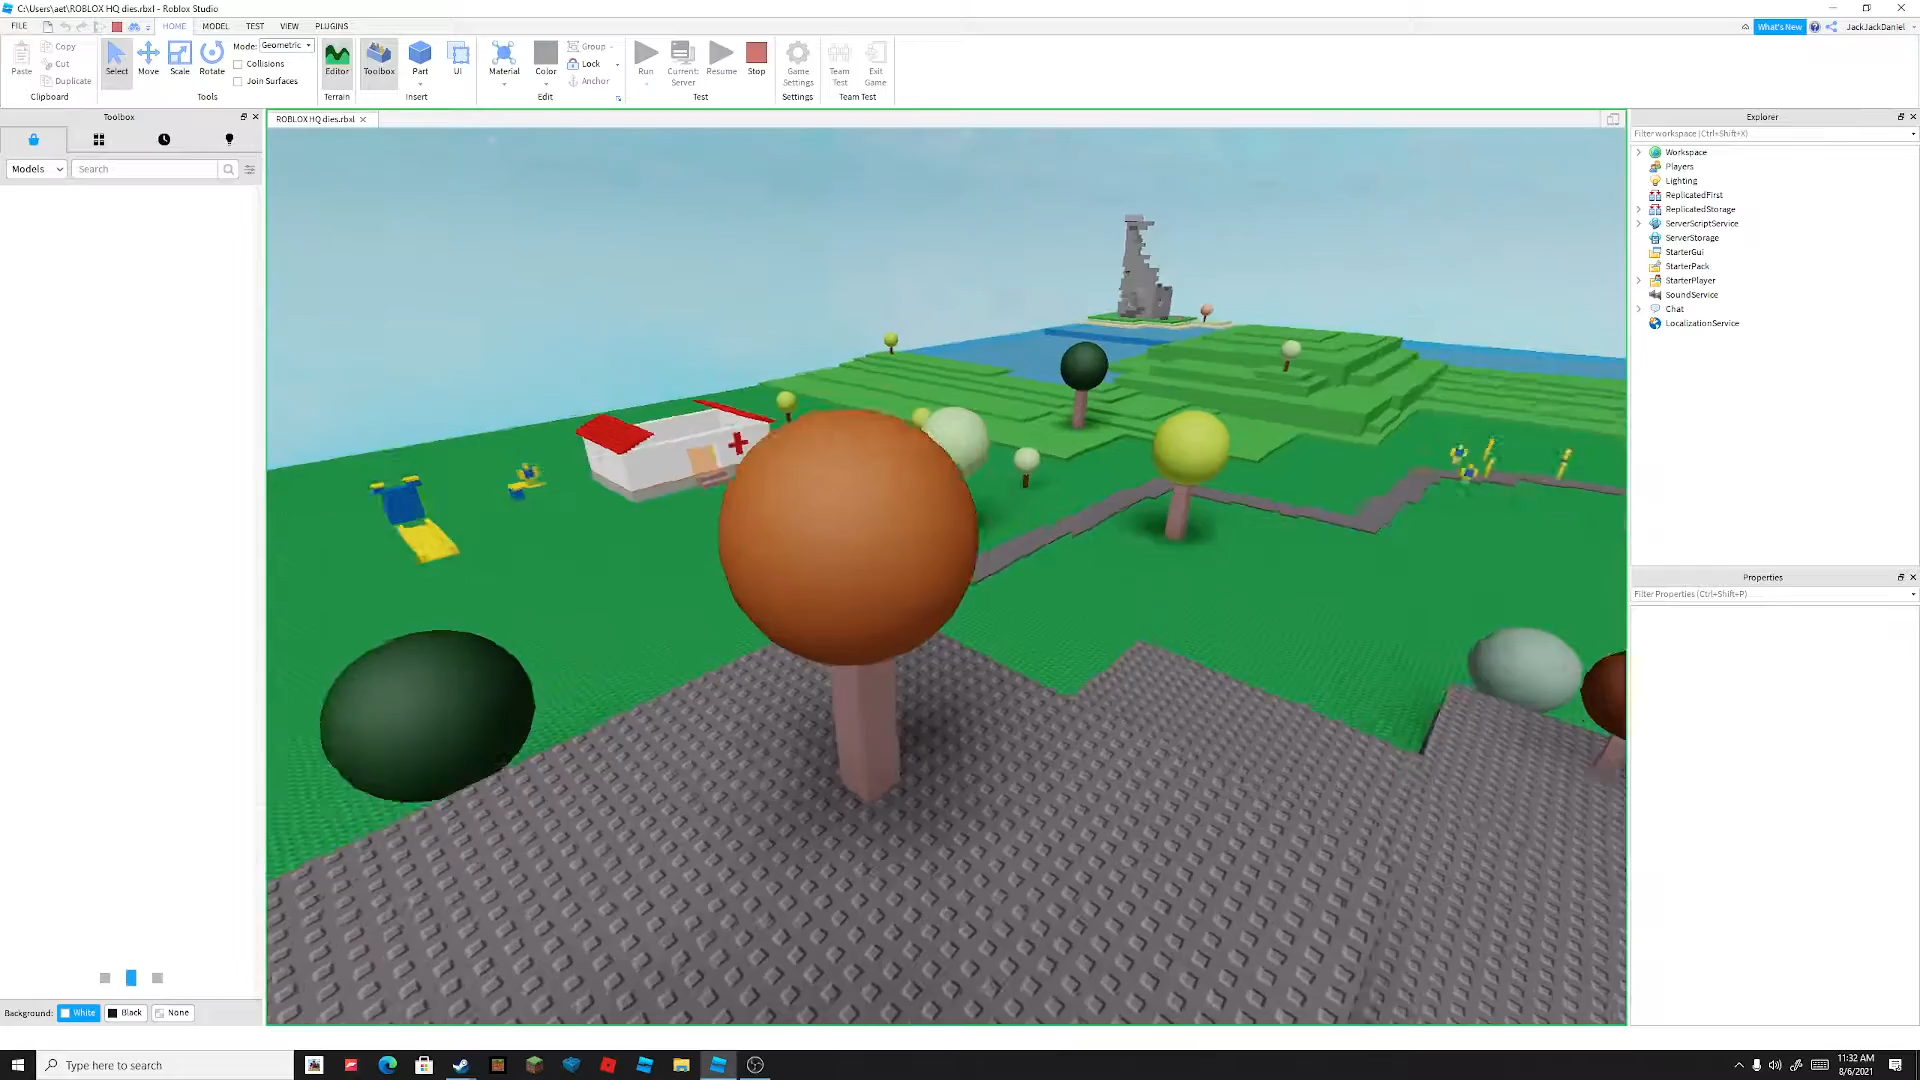 C:\Users\aet\ROBLOX HQ dies.rbxl - Roblox Studio
FILE HOME MODEL TEST VIEW PLUGINS What's New JackJackDaniel
Paste Copy Cut Duplicate
Clipboard
Select Move Scale Rotate
Mode: Geometric
Collisions
Join Surfaces
Tools
Editor
Terrain
Toolbox Part UI
Insert
Material Color Group Lock Anchor
Edit
Run Current: Server Resume Stop
Test
Game Settings
Settings
Team Test Exit Game
Team Test
Toolbox
Models Search
ROBLOX HQ dies.rbxl
Explorer
Filter workspace (Ctrl+Shift+X)
Workspace
Players
Lighting
ReplicatedFirst
ReplicatedStorage
ServerScriptService
ServerStorage
StarterGui
StarterPack
StarterPlayer
SoundService
Chat
LocalizationService
Properties
Filter Properties (Ctrl+Shift+P)
Background: White Black None
Type here to search
11:32 AM
8/6/2021